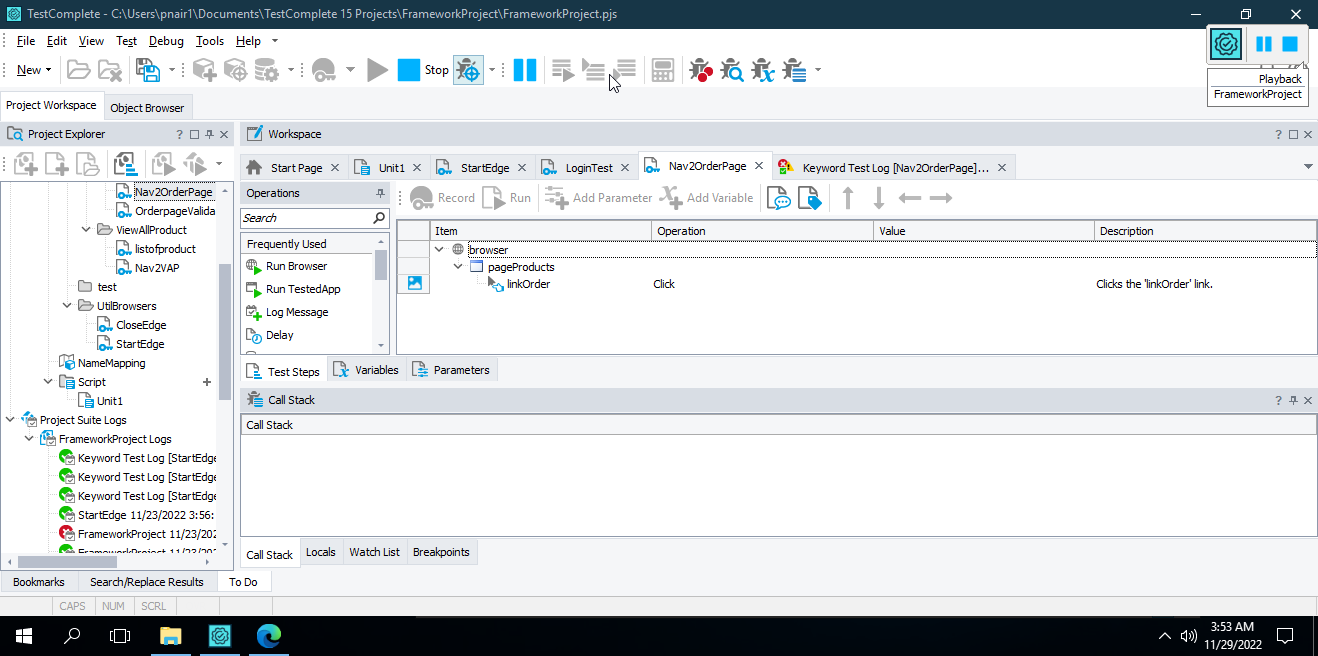 TestComplete - C:\Users\pnair1\Documents\TestComplete 15 Projects\FrameworkProject\FrameworkProject.pjs
File Edit View Test Debug Tools Help
New Stop
Playback
FrameworkProject
Project Workspace Object Browser
Project Explorer
Nav2OrderPage
OrderpageValida
ViewAllProduct
listofproduct
Nav2VAP
test
UtilBrowsers
CloseEdge
StartEdge
NameMapping
Script
Unit1
Project Suite Logs
FrameworkProject Logs
Keyword Test Log [StartEdge
Keyword Test Log [StartEdge
Keyword Test Log [StartEdge
StartEdge 11/23/2022 3:56:
FrameworkProject 11/23/202
FrameworkProject 11/23/202
Workspace
Start Page Unit1 StartEdge LoginTest Nav2OrderPage Keyword Test Log [Nav2OrderPage]...
Operations
Search
Frequently Used
Run Browser
Run TestedApp
Log Message
Delay
Record Run Add Parameter Add Variable
Item Operation Value Description
browser
pageProducts
linkOrder Click Clicks the 'linkOrder' link.
Test Steps Variables Parameters
Call Stack
Call Stack
Call Stack Locals Watch List Breakpoints
Bookmarks Search/Replace Results To Do
CAPS NUM SCRL
3:53 AM
11/29/2022